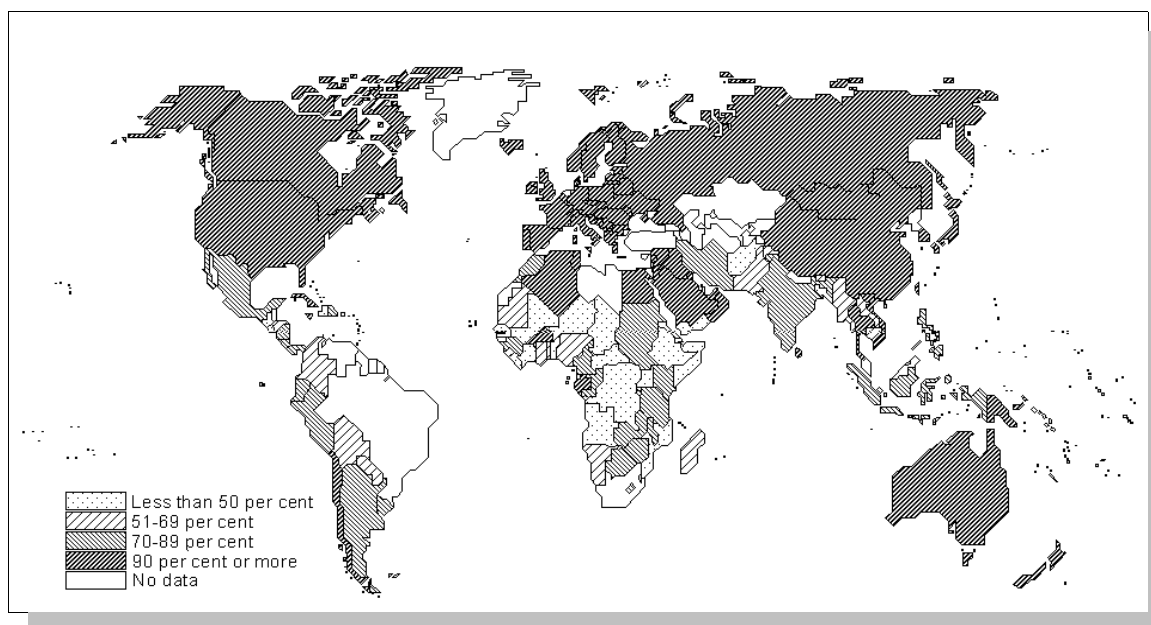 Less than 50 per cent
51-69 per cent
70-89 per cent
90 per cent or more
No data